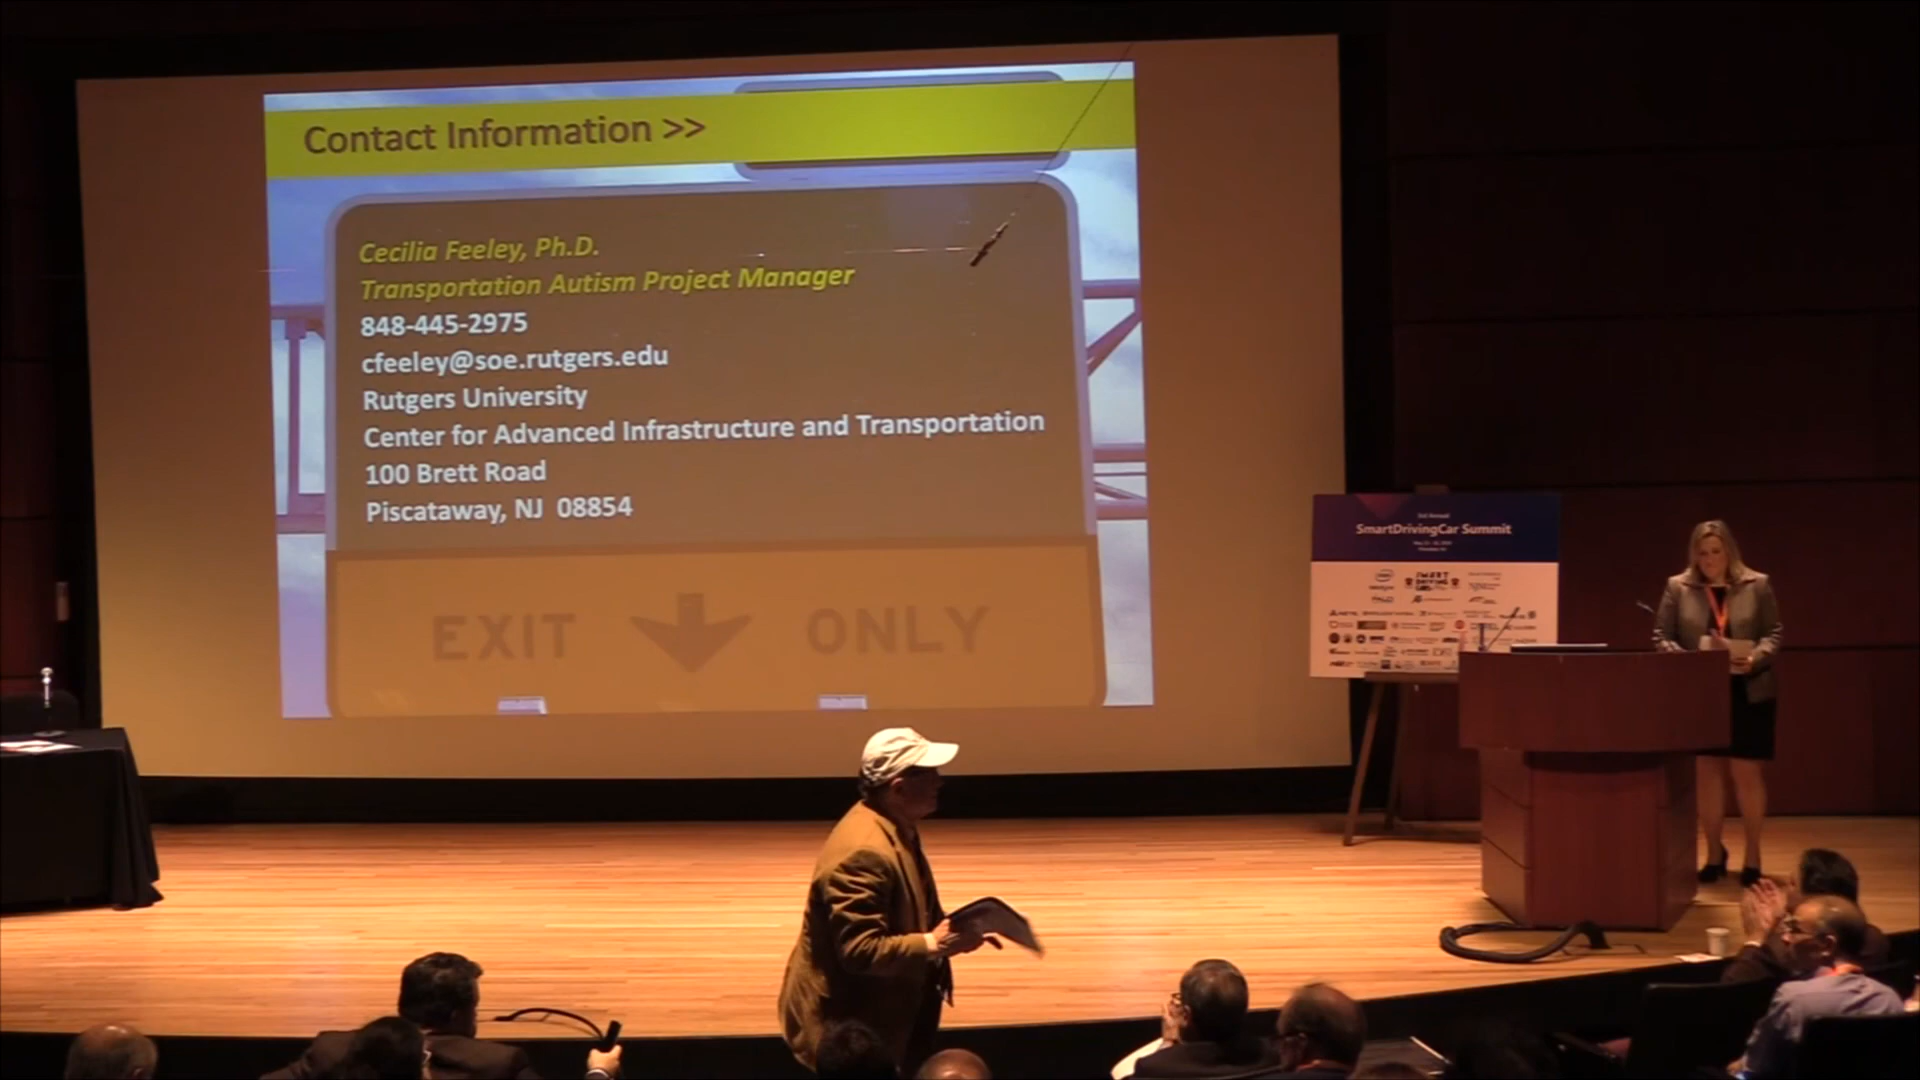 Contact Information >>
Cecilia Feeley, Ph.D.
Transportation Autism Project Manager
848-445-2975
cfeeley@soe.rutgers.edu
Rutgers University
Center for Advanced Infrastructure and Transportation
100 Brett Road
Piscataway, NJ 08854
EXIT ONLY
SmartDrivingCar Summit